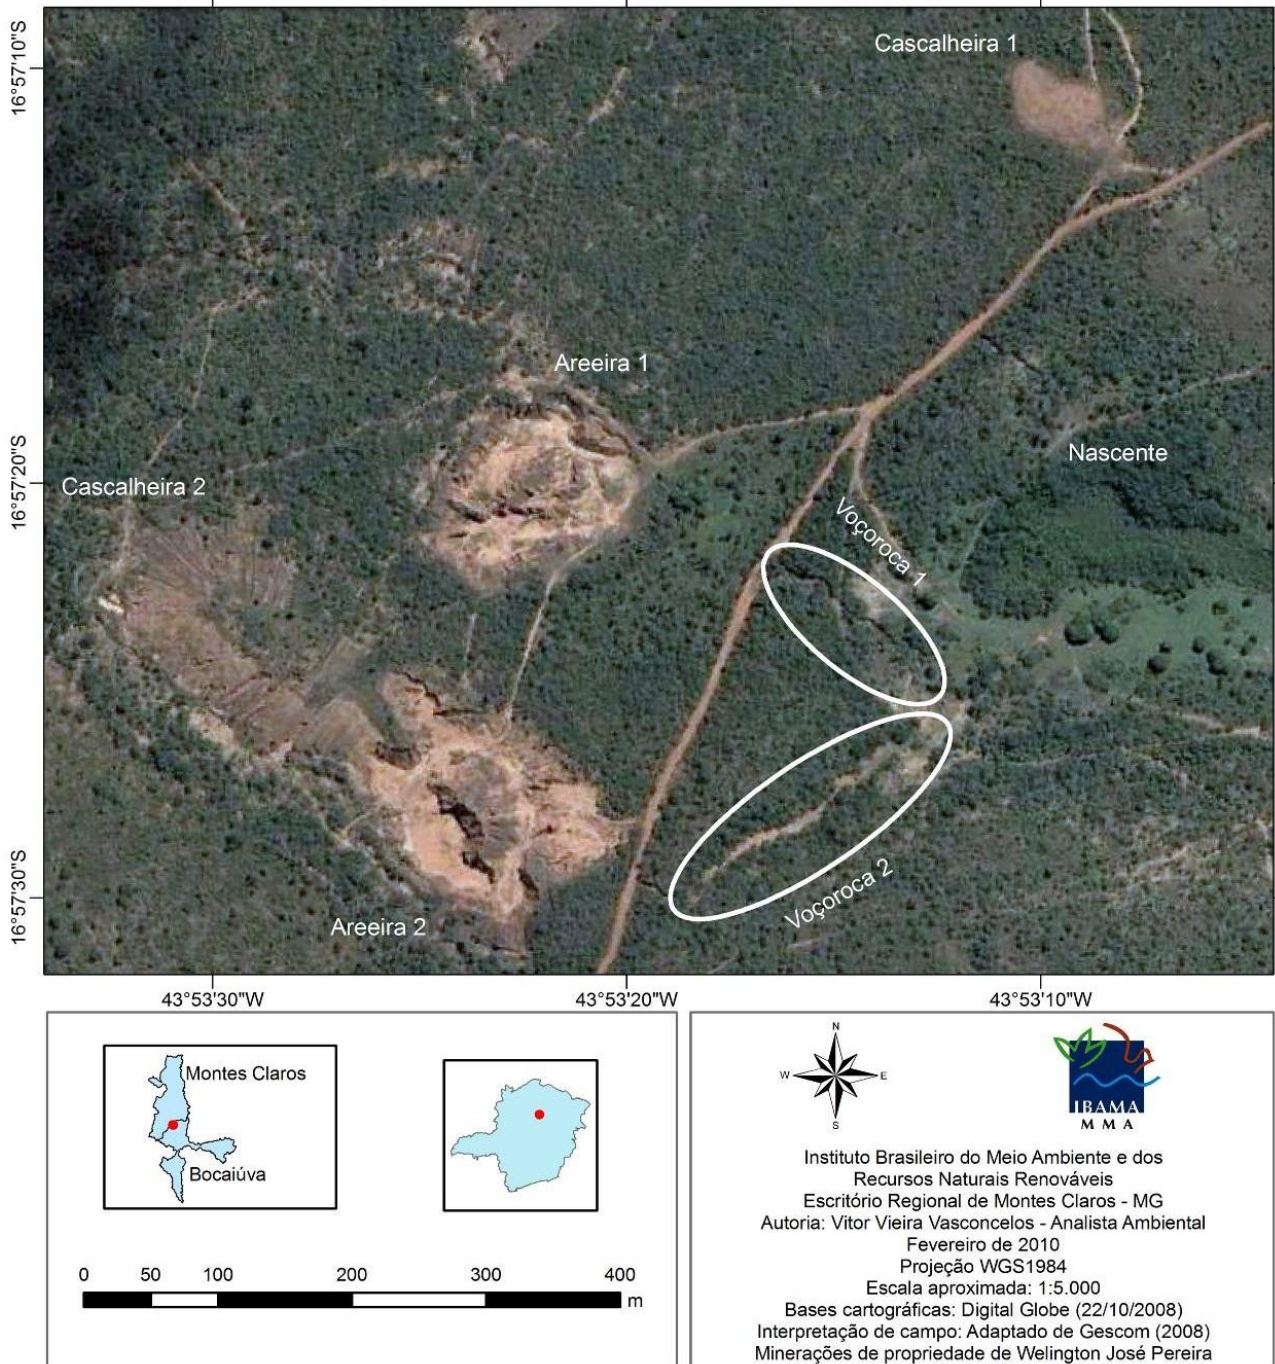 16°57'10"S
Cascalheira 1
Areeira 1
16°57'20"S
Cascalheira 2
Nascente
Voçoroca 1
Voçoroca 2
16°57'30"S
Areeira 2
43°53'30"W
43°53'20"W
43°53'10"W
Montes Claros
Bocaiúva
0 50 100 200 300 400
m
N
W E
S
IBAMA
MMA
Instituto Brasileiro do Meio Ambiente e dos
Recursos Naturais Renováveis
Escritório Regional de Montes Claros - MG
Autoria: Vitor Vieira Vasconcelos - Analista Ambiental
Fevereiro de 2010
Projeção WGS1984
Escala aproximada: 1:5.000
Bases cartográficas: Digital Globe (22/10/2008)
Interpretação de campo: Adaptado de Gescom (2008)
Minerações de propriedade de Welington José Pereira